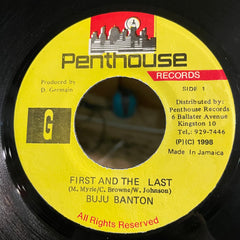 Penthouse
RECORDS
Produced by
D. Germain
SIDE 1
Distributed by:
Penthouse Records
6 Ballater Avenue
Kingston 10
Tel,: 929-7446
(P)(C) 1998
Made in Jamaica
G
FIRST AND THE LAST
(M. Myrie/C. Browne/W. Johnson)
BUJU BANTON
All Rights Reserved